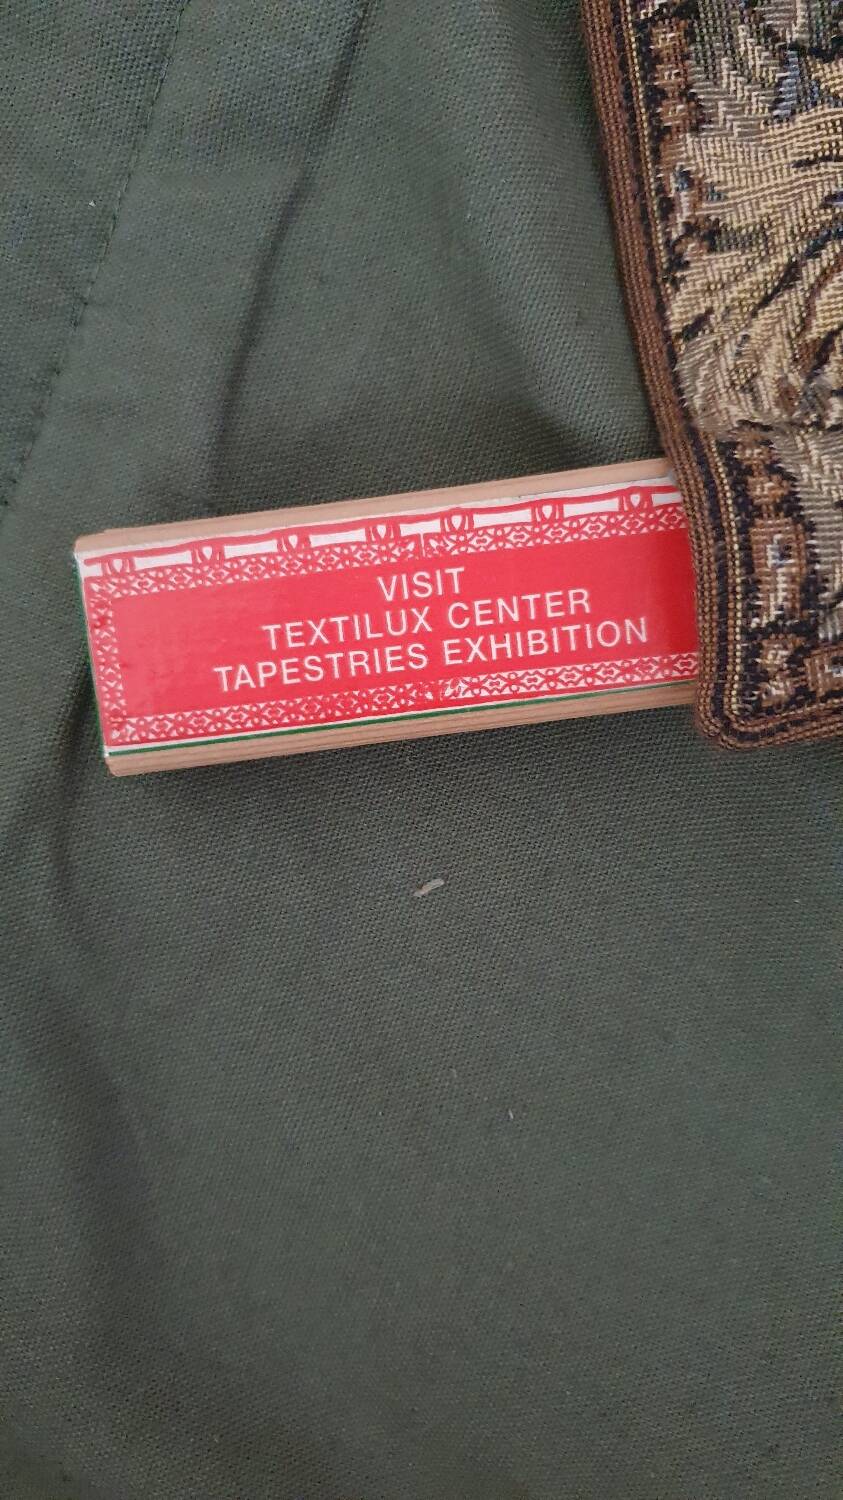 VISIT
TEXTILUX CENTER
TAPESTRIES EXHIBITION